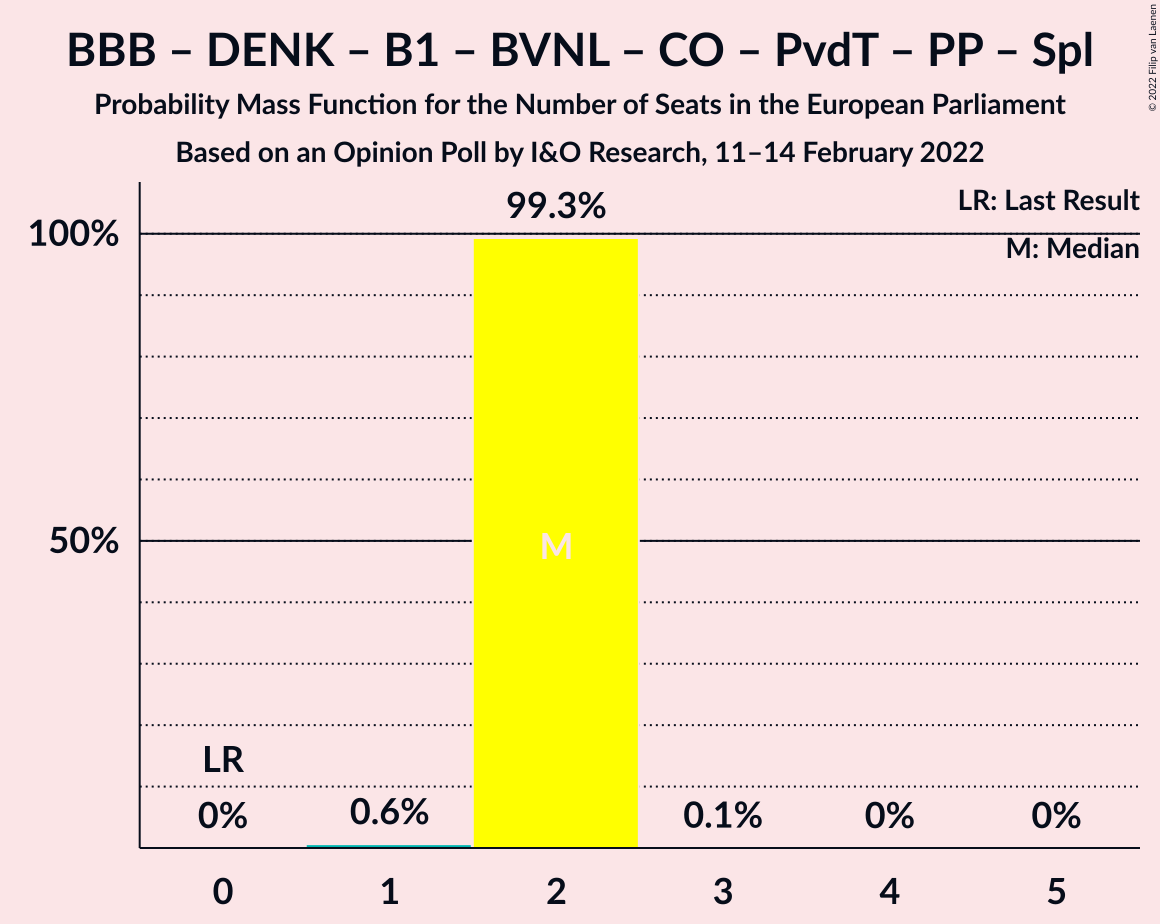 BBB – DENK – B1 – BVNL – CO – PvdT – PP – Spl
Probability Mass Function for the Number of Seats in the European Parliament
Based on an Opinion Poll by I&O Research, 11–14 February 2022
© 2022 Filip van Laenen
LR: Last Result
M: Median
99.3%
100%
50%
M
LR
0%
0.6%
0.1%
0%
0%
0 1 2 3 4 5